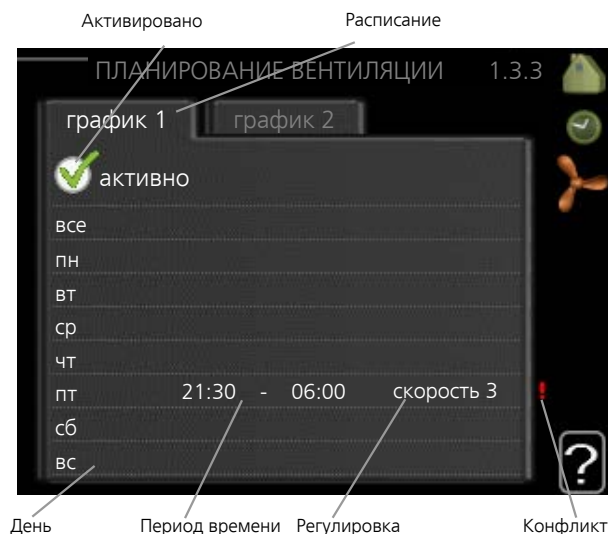 Активировано Расписание
ПЛАНИРОВАНИЕ ВЕНТИЛЯЦИИ 1.3.3
график 1 график 2
активно
все
пн
вт
ср
чт
пт 21:30 - 06:00 скорость 3 !
сб
вс
?
День Период времени Регулировка Конфликт